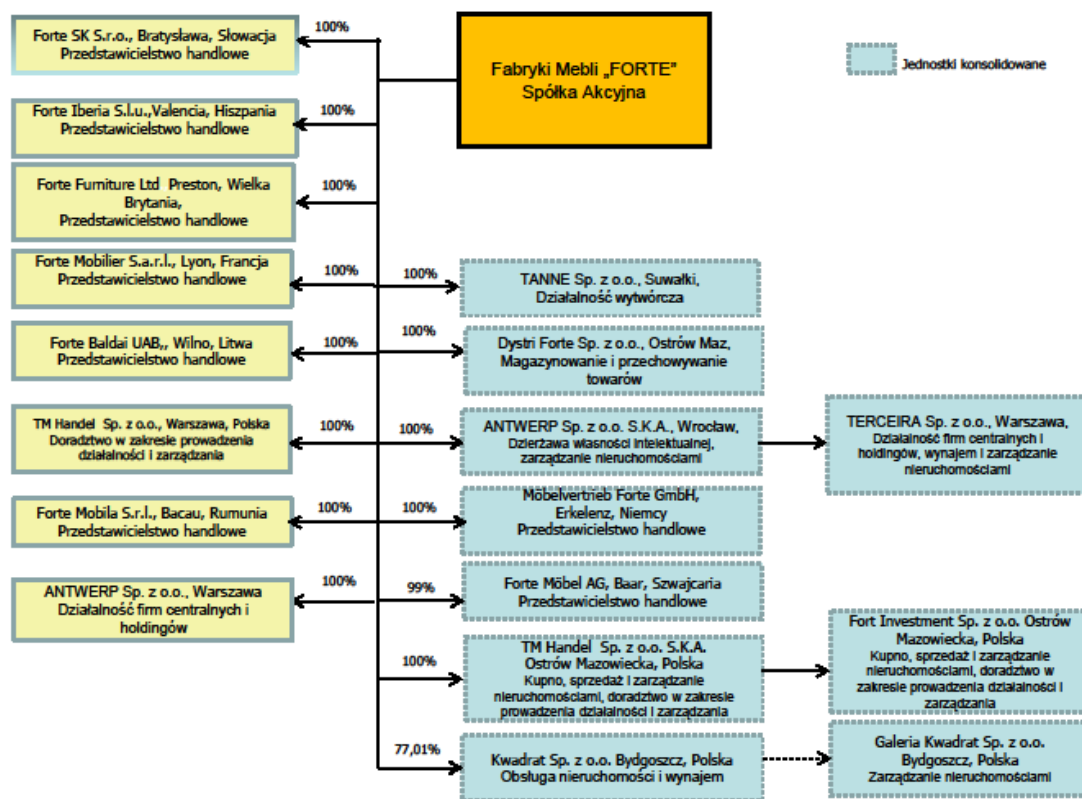 Forte SK S.r.o., Bratysława, Słowacja
Przedstawicielstwo handlowe
100%
Fabryki Mebli „FORTE”
Spółka Akcyjna
Jednostki konsolidowane
Forte Iberia S.l.u.,Valencia, Hiszpania
Przedstawicielstwo handlowe
100%
Forte Furniture Ltd Preston, Wielka
Brytania,
Przedstawicielstwo handlowe
100%
Forte Mobilier S.a.r.l., Lyon, Francja
Przedstawicielstwo handlowe
100%
100%
TANNE Sp. z o.o., Suwałki,
Działalność wytwórcza
Forte Baldai UAB,, Wilno, Litwa
Przedstawicielstwo handlowe
100%
100%
Dystri Forte Sp. z o.o., Ostrów Maz,
Magazynowanie i przechowywanie
towarów
TM Handel Sp. z o.o., Warszawa, Polska
Doradztwo w zakresie prowadzenia
działalności i zarządzania
100%
100%
ANTWERP Sp. z o.o. S.K.A., Wrocław,
Dzierżawa własności intelektualnej,
zarządzanie nieruchomościami
TERCEIRA Sp. z o.o., Warszawa,
Działalność firm centralnych i
holdingów, wynajem i zarządzanie
nieruchomościami
Forte Mobila S.r.l., Bacau, Rumunia
Przedstawicielstwo handlowe
100%
100%
Möbelvertrieb Forte GmbH,
Erkelenz, Niemcy
Przedstawicielstwo handlowe
ANTWERP Sp. z o.o., Warszawa
Działalność firm centralnych i
holdingów
100%
99%
Forte Möbel AG, Baar, Szwajcaria
Przedstawicielstwo handlowe
100%
TM Handel Sp. z o.o. S.K.A.
Ostrów Mazowiecka, Polska
Kupno, sprzedaż i zarządzanie
nieruchomościami, doradztwo w zakresie
prowadzenia działalności i zarządzania
Fort Investment Sp. z o.o. Ostrów
Mazowiecka, Polska
Kupno, sprzedaż i zarządzanie
nieruchomościami, doradztwo w
zakresie prowadzenia działalności i
zarządzania
77,01%
Kwadrat Sp. z o.o. Bydgoszcz, Polska
Obsługa nieruchomości i wynajem
Galeria Kwadrat Sp. z o.o.
Bydgoszcz, Polska
Zarządzanie nieruchomościami